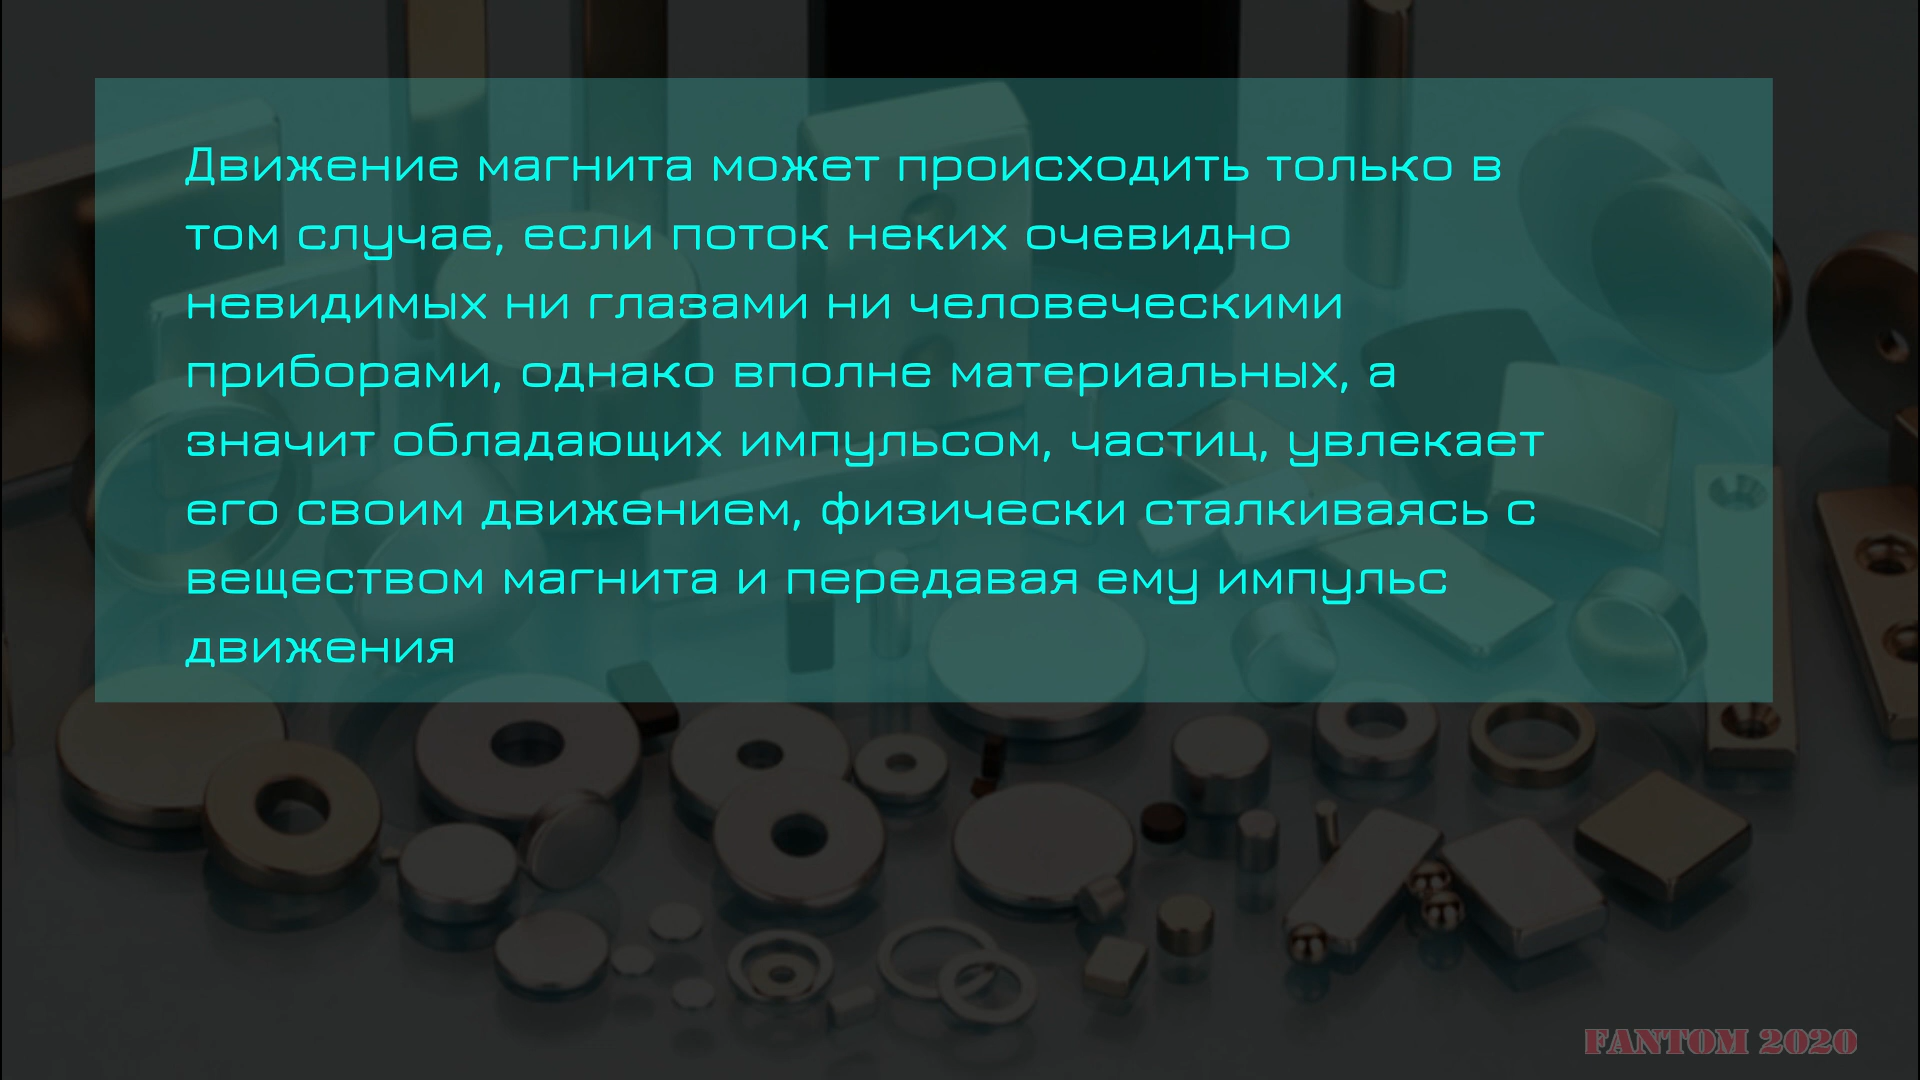 Движение магнита может происходить только в
том случае, если поток неких очевидно
невидимых ни глазами ни человеческими
приборами, однако вполне материальных, а
значит обладающих импульсом, частиц, увлекает
его своим движением, физически сталкиваясь с
веществом магнита и передавая ему импульс
движения
FANTOM 2020